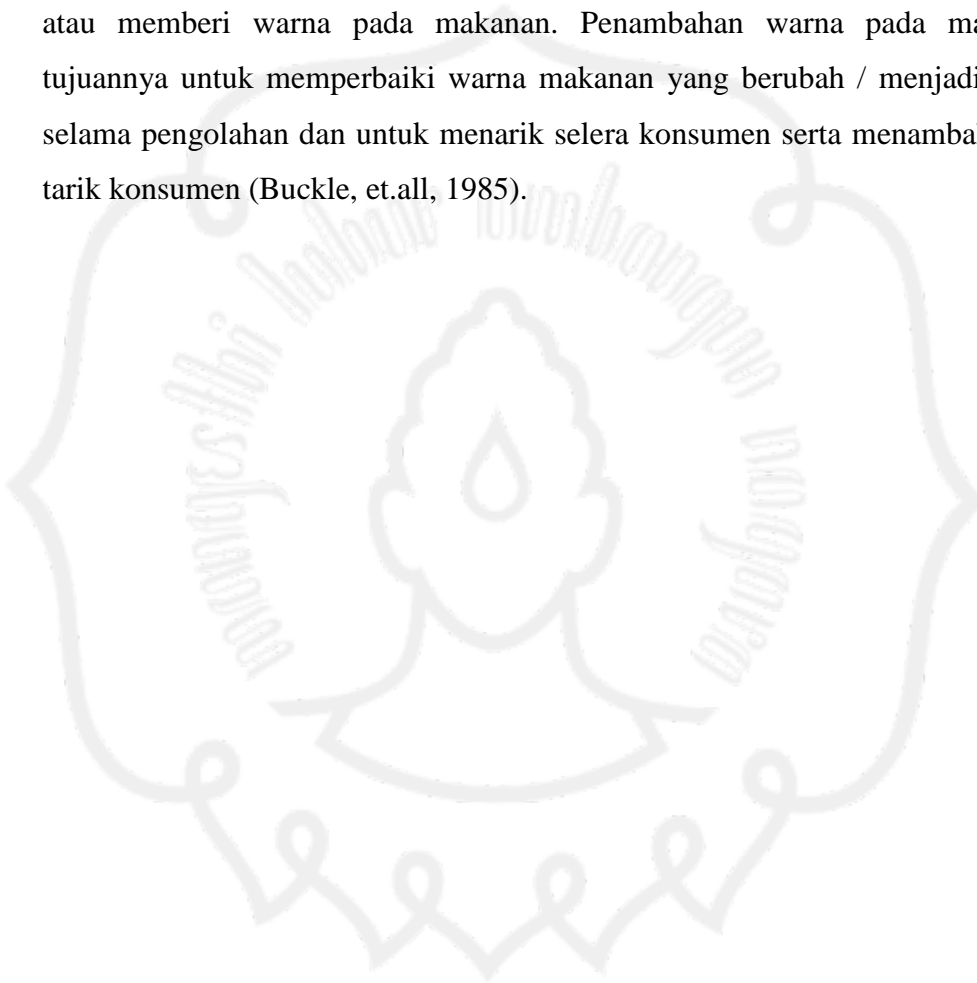 atau memberi warna pada makanan. Penambahan warna pada ma
tujuannya untuk memperbaiki warna makanan yang berubah / menjadi
selama pengolahan dan untuk menarik selera konsumen serta menambah
tarik konsumen (Buckle, et.all, 1985).